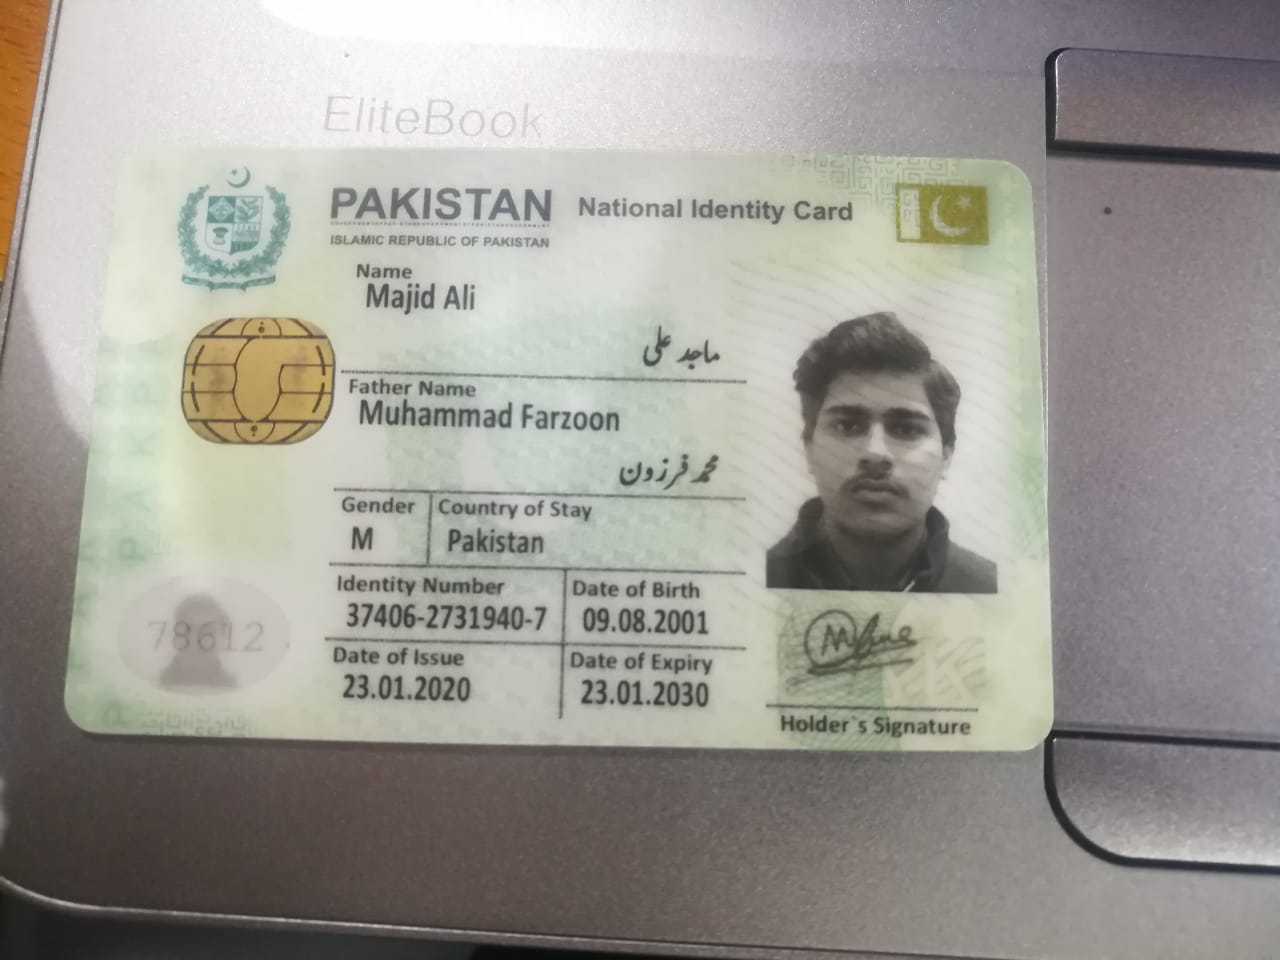 EliteBook
PAKISTAN National Identity Card
ISLAMIC REPUBLIC OF PAKISTAN
Name
Majid Ali
ماجد علی
Father Name
Muhammad Farzoon
محمد فرزون
Gender Country of Stay
M Pakistan
Identity Number Date of Birth
37406-2731940-7 09.08.2001
Date of Issue Date of Expiry
23.01.2020 23.01.2030
78612
Holder`s Signature